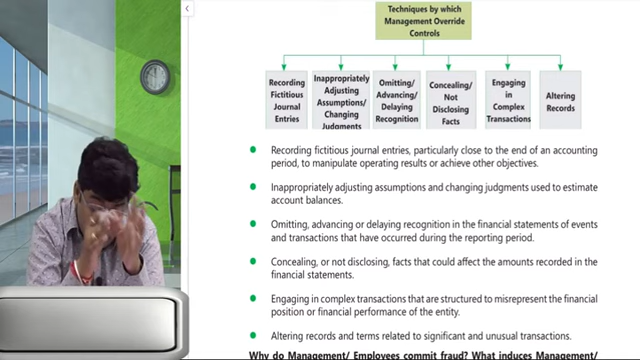 Techniques by which
Management Override
Controls
Recording
Fictitious
Journal
Entries
Inappropriately
Adjusting
Assumptions/
Changing
Judgments
Omitting/
Advancing/
Delaying
Recognition
Concealing/
Not
Disclosing
Facts
Engaging
in
Complex
Transactions
Altering
Records
Recording fictitious journal entries, particularly close to the end of an accounting
period, to manipulate operating results or achieve other objectives.
Inappropriately adjusting assumptions and changing judgments used to estimate
account balances.
Omitting, advancing or delaying recognition in the financial statements of events
and transactions that have occurred during the reporting period.
Concealing, or not disclosing, facts that could affect the amounts recorded in the
financial statements.
Engaging in complex transactions that are structured to misrepresent the financial
position or financial performance of the entity.
Altering records and terms related to significant and unusual transactions.
Why do Management/ Employees commit fraud? What induces Management/